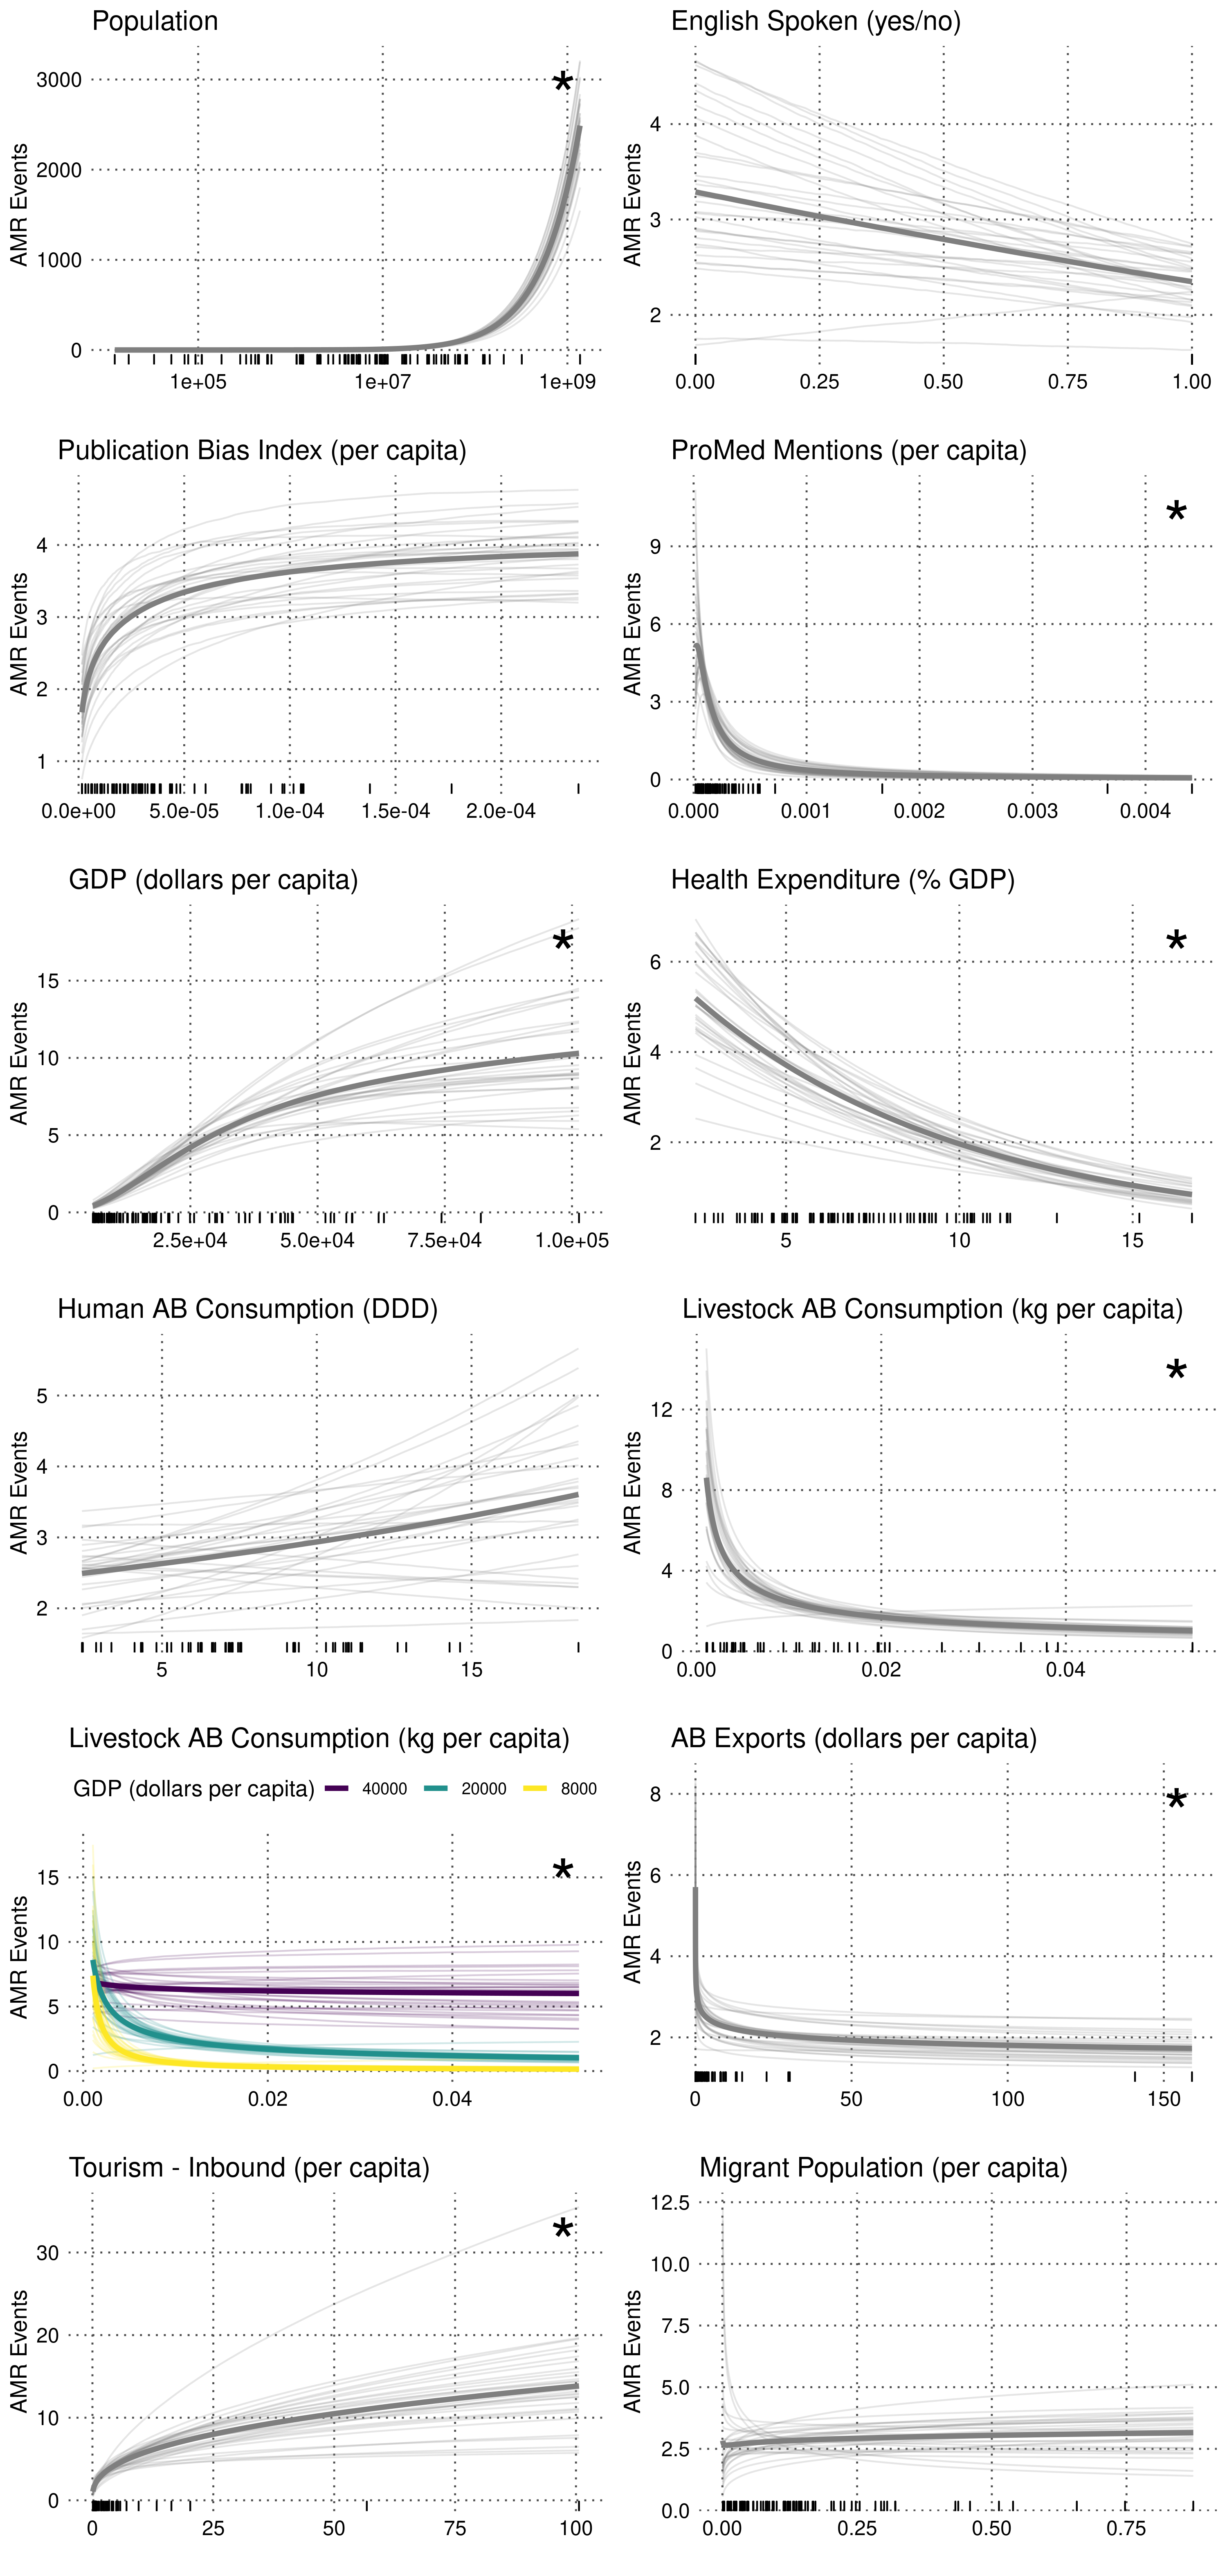 Population
AMR Events
3000
2000
1000
0
1e+05 1e+07 1e+09
*
English Spoken (yes/no)
AMR Events
4
3
2
0.00 0.25 0.50 0.75 1.00
Publication Bias Index (per capita)
AMR Events
4
3
2
1
0.0e+00 5.0e-05 1.0e-04 1.5e-04 2.0e-04
ProMed Mentions (per capita)
AMR Events
9
6
3
0
0.000 0.001 0.002 0.003 0.004
*
GDP (dollars per capita)
AMR Events
15
10
5
0
2.5e+04 5.0e+04 7.5e+04 1.0e+05
*
Health Expenditure (% GDP)
AMR Events
6
4
2
5 10 15
*
Human AB Consumption (DDD)
AMR Events
5
4
3
2
5 10 15
Livestock AB Consumption (kg per capita)
AMR Events
12
8
4
0
0.00 0.02 0.04
*
Livestock AB Consumption (kg per capita)
GDP (dollars per capita) 40000 20000 8000
AMR Events
15
10
5
0
0.00 0.02 0.04
*
AB Exports (dollars per capita)
AMR Events
8
6
4
2
0 50 100 150
*
Tourism - Inbound (per capita)
AMR Events
30
20
10
0
0 25 50 75 100
*
Migrant Population (per capita)
AMR Events
12.5
10.0
7.5
5.0
2.5
0.0
0.00 0.25 0.50 0.75